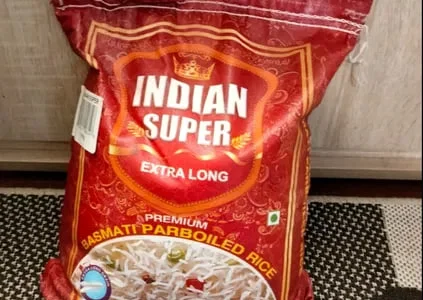 INDIAN
SUPER
EXTRA LONG
PREMIUM
BASMATI PARBOILED RICE